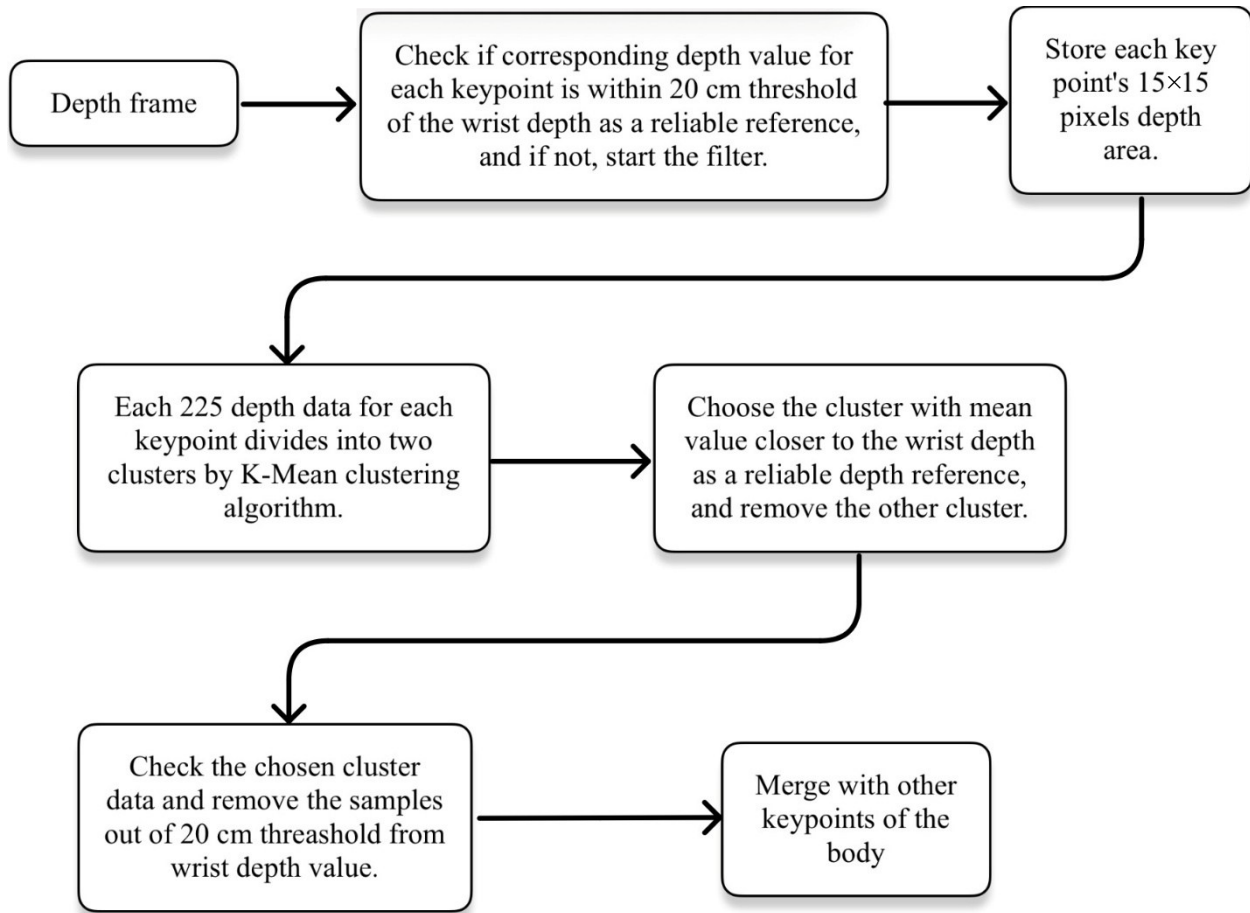 Depth frame
Check if corresponding depth value for
each keypoint is within 20 cm threshold
of the wrist depth as a reliable reference,
and if not, start the filter.
Store each key
point's 15×15
pixels depth
area.
Each 225 depth data for each
keypoint divides into two
clusters by K-Mean clustering
algorithm.
Choose the cluster with mean
value closer to the wrist depth
as a reliable depth reference,
and remove the other cluster.
Check the chosen cluster
data and remove the samples
out of 20 cm threashold from
wrist depth value.
Merge with other
keypoints of the
body